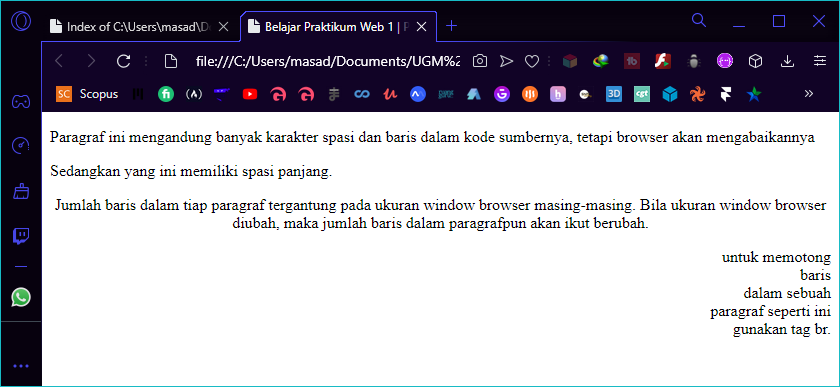 Index of C:\Users\masad\Do
Belajar Praktikum Web 1 | P
file:///C:/Users/masad/Documents/UGM%2
SC Scopus
Paragraf ini mengandung banyak karakter spasi dan baris dalam kode sumbernya, tetapi browser akan mengabaikannya
Sedangkan yang ini memiliki spasi panjang.
Jumlah baris dalam tiap paragraf tergantung pada ukuran window browser masing-masing. Bila ukuran window browser
diubah, maka jumlah baris dalam paragrafpun akan ikut berubah.
untuk memotong
baris
dalam sebuah
paragraf seperti ini
gunakan tag br.